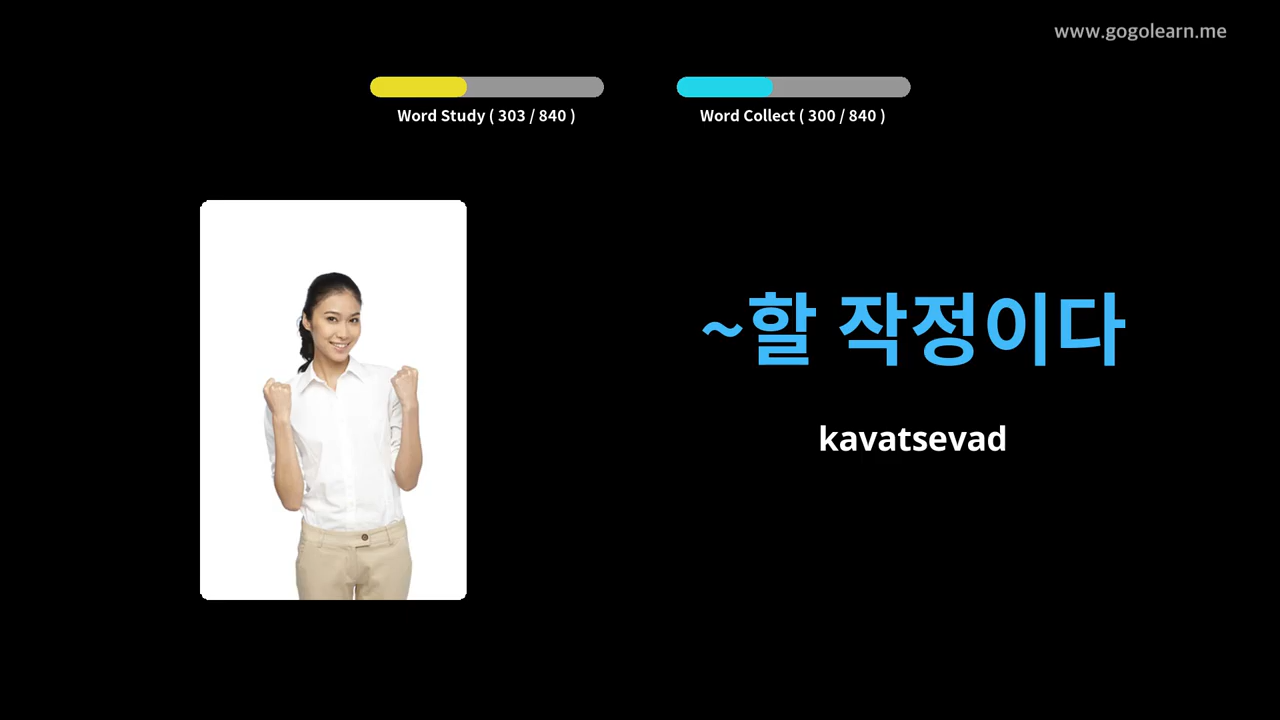 www.gogolearn.me
Word Study ( 303 / 840 )
Word Collect ( 300 / 840 )
~할 작정이다
kavatsevad